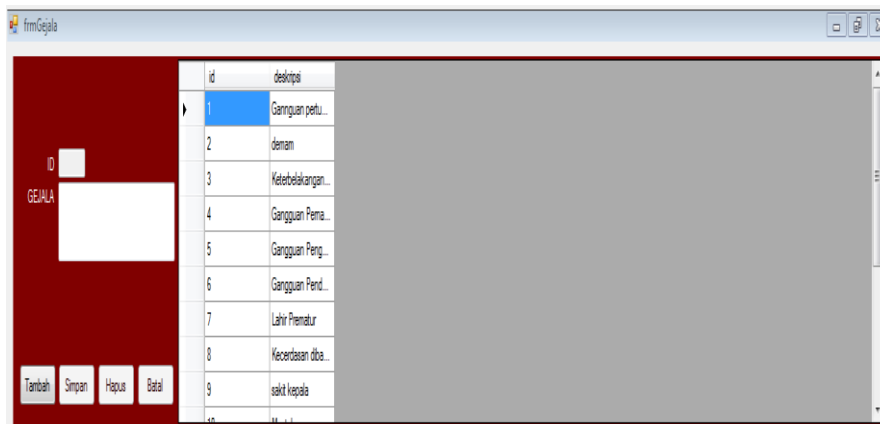 frmGejala
id deskripsi
1 Gannguan pertu...
2 demam
3 Keterbelakangan...
4 Gangguan Pema...
5 Gangguan Peng...
6 Gangguan Pend...
7 Lahir Prematur
8 Kecerdasan diba...
9 sakit kepala
ID
GEJALA
Tambah Simpan Hapus Batal